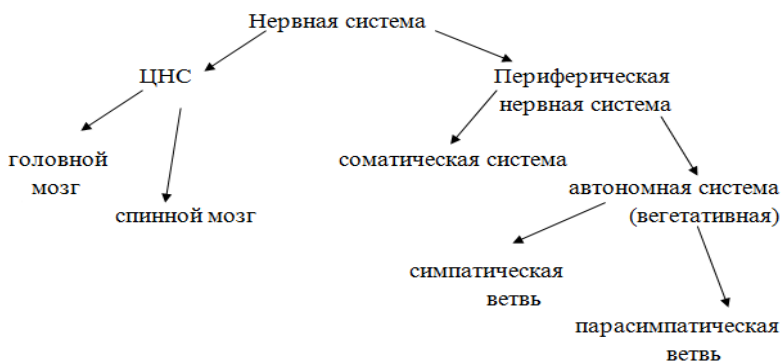 Нервная система
ЦНС
Периферическая
нервная система
головной
мозг
спинной мозг
соматическая система
автономная система
(вегетативная)
симпатическая
ветвь
парасимпатическая
ветвь